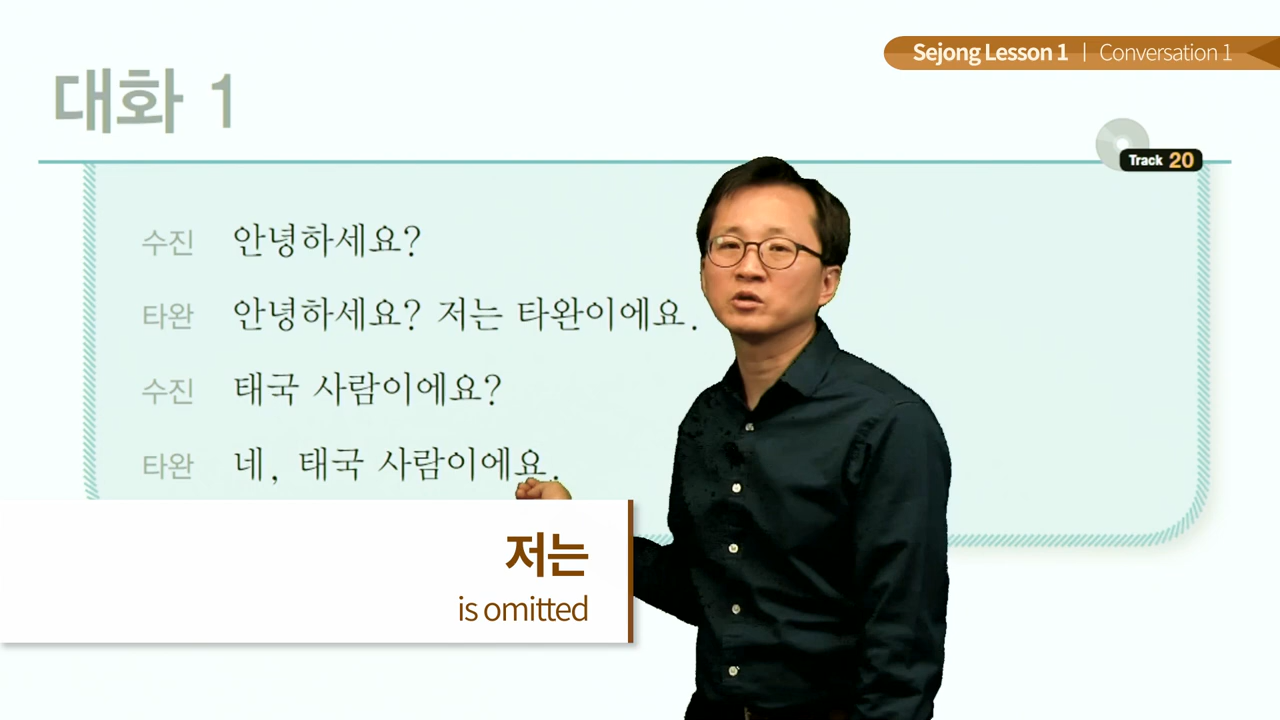 Sejong Lesson 1 | Conversation 1
대화 1
Track 20
수진 안녕하세요?
타완 안녕하세요? 저는 타완이에요.
수진 태국 사람이에요?
타완 네, 태국 사람이에요.
저는
is omitted